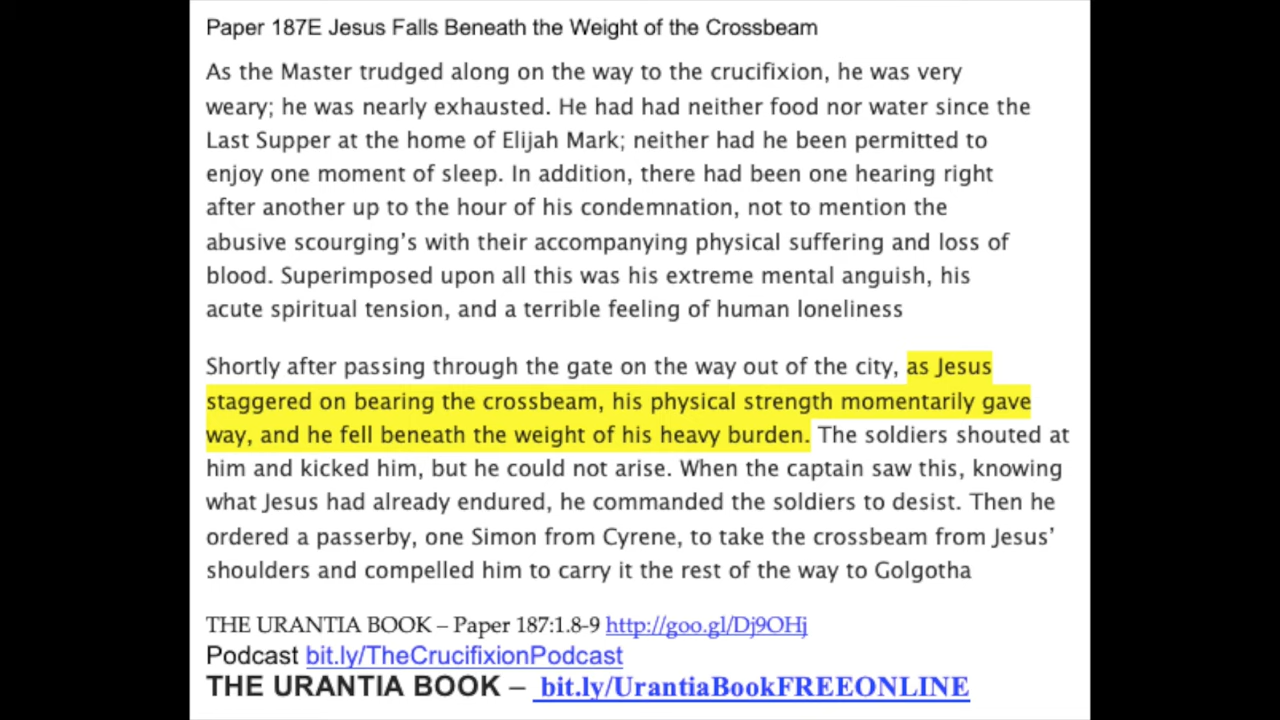 Paper 187E Jesus Falls Beneath the Weight of the Crossbeam
As the Master trudged along on the way to the crucifixion, he was very
weary; he was nearly exhausted. He had had neither food nor water since the
Last Supper at the home of Elijah Mark; neither had he been permitted to
enjoy one moment of sleep. In addition, there had been one hearing right
after another up to the hour of his condemnation, not to mention the
abusive scourging’s with their accompanying physical suffering and loss of
blood. Superimposed upon all this was his extreme mental anguish, his
acute spiritual tension, and a terrible feeling of human loneliness
Shortly after passing through the gate on the way out of the city, as Jesus
staggered on bearing the crossbeam, his physical strength momentarily gave
way, and he fell beneath the weight of his heavy burden. The soldiers shouted at
him and kicked him, but he could not arise. When the captain saw this, knowing
what Jesus had already endured, he commanded the soldiers to desist. Then he
ordered a passerby, one Simon from Cyrene, to take the crossbeam from Jesus’
shoulders and compelled him to carry it the rest of the way to Golgotha
THE URANTIA BOOK – Paper 187:1.8-9 http://goo.gl/Dj9OHj
Podcast bit.ly/TheCrucifixionPodcast
THE URANTIA BOOK – bit.ly/UrantiaBookFREEONLINE